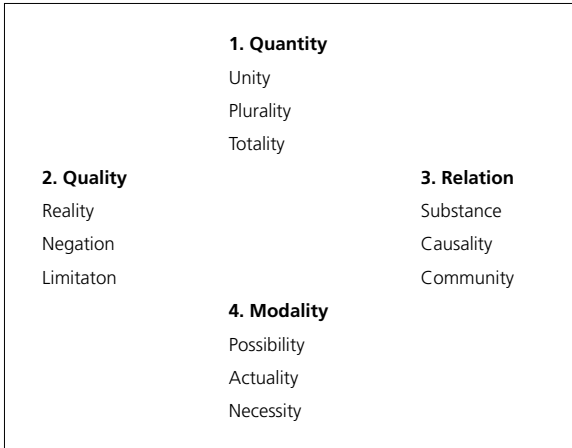 1. Quantity
Unity
Plurality
Totality
2. Quality
Reality
Negation
Limitaton
3. Relation
Substance
Causality
Community
4. Modality
Possibility
Actuality
Necessity